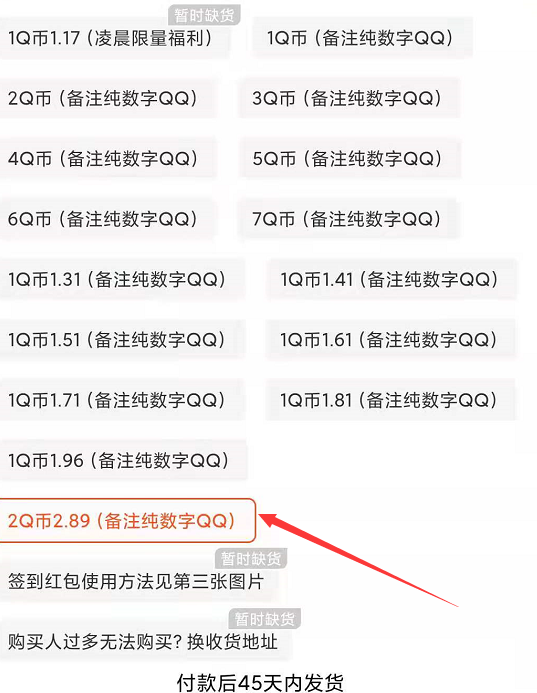 暂时缺货
1Q币1.17（凌晨限量福利）
1Q币（备注纯数字QQ）
2Q币（备注纯数字QQ）
3Q币（备注纯数字QQ）
4Q币（备注纯数字QQ）
5Q币（备注纯数字QQ）
6Q币（备注纯数字QQ）
7Q币（备注纯数字QQ）
1Q币1.31（备注纯数字QQ）
1Q币1.41（备注纯数字QQ）
1Q币1.51（备注纯数字QQ）
1Q币1.61（备注纯数字QQ）
1Q币1.71（备注纯数字QQ）
1Q币1.81（备注纯数字QQ）
1Q币1.96（备注纯数字QQ）
2Q币2.89（备注纯数字QQ）
暂时缺货
签到红包使用方法见第三张图片
暂时缺货
购买人过多无法购买？换收货地址
付款后45天内发货